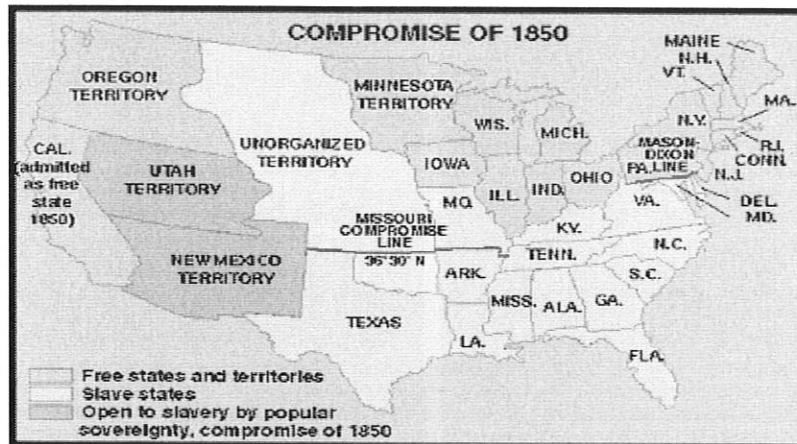 COMPROMISE OF 1850
MAINE
N.H.
VT.
OREGON
TERRITORY
MINNESOTA
TERRITORY
MA.
N.Y.
WIS.
MICH.
CAL.
(admitted
as free
state
1850)
UNORGANIZED
TERRITORY
MASON-
DIXON
LINE
PA.
R.I.
CONN.
N.J.
UTAH
TERRITORY
IOWA
ILL.
IND.
OHIO
DEL.
MD.
MO.
VA.
MISSOURI
COMPROMISE
LINE
KY.
36°30' N
NEW MEXICO
TERRITORY
TENN.
N.C.
ARK.
S.C.
MISS.
ALA.
GA.
TEXAS
LA.
FLA.
Free states and territories
Slave states
Open to slavery by popular
sovereignty, compromise of 1850